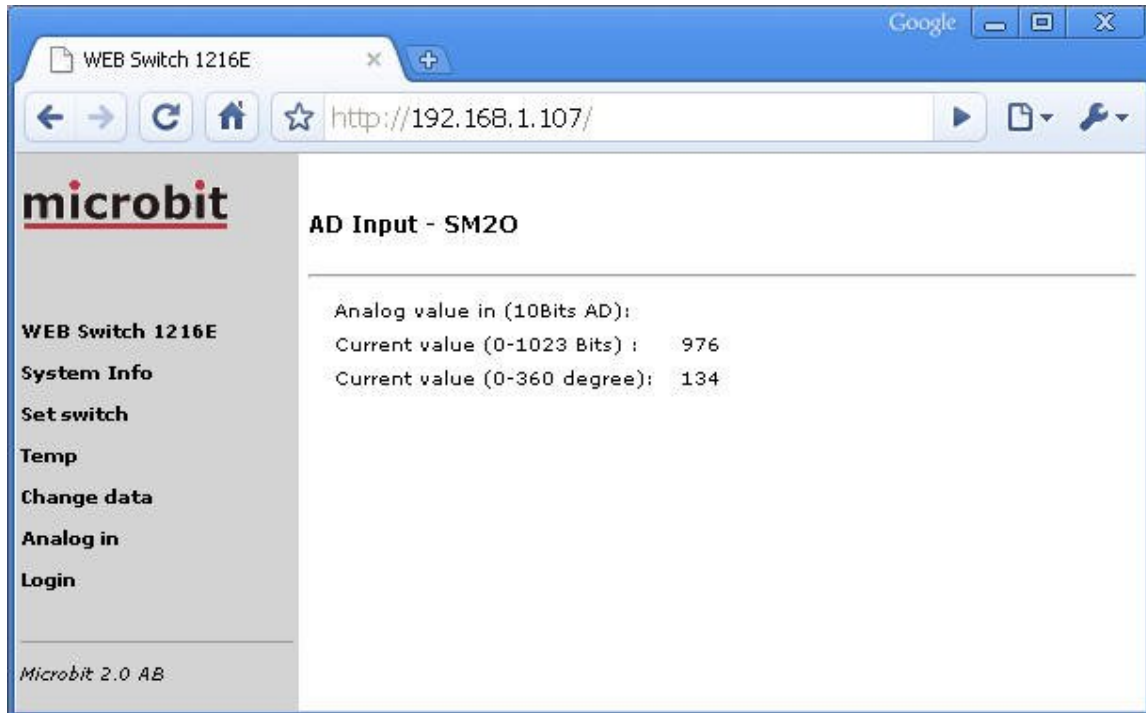 Google
WEB Switch 1216E
http://192.168.1.107/
microbit
AD Input - SM2O
Analog value in (10Bits AD):
Current value (0-1023 Bits) : 976
Current value (0-360 degree): 134
WEB Switch 1216E
System Info
Set switch
Temp
Change data
Analog in
Login
Microbit 2.0 AB